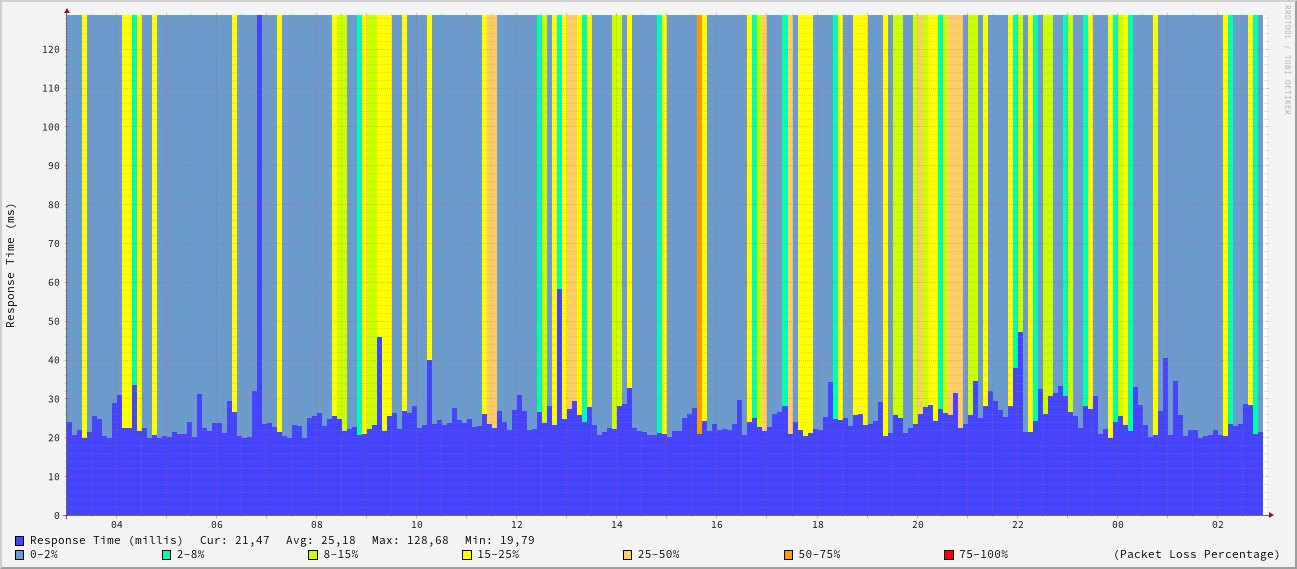 RRDTOOL / TOBI OETIKER
Response Time (ms)
120
110
100
90
80
70
60
50
40
30
20
10
0
04 06 08 10 12 14 16 18 20 22 00 02
Response Time (millis) Cur: 21,47 Avg: 25,18 Max: 128,68 Min: 19,79
0-2% 2-8% 8-15% 15-25% 25-50% 50-75% 75-100% (Packet Loss Percentage)